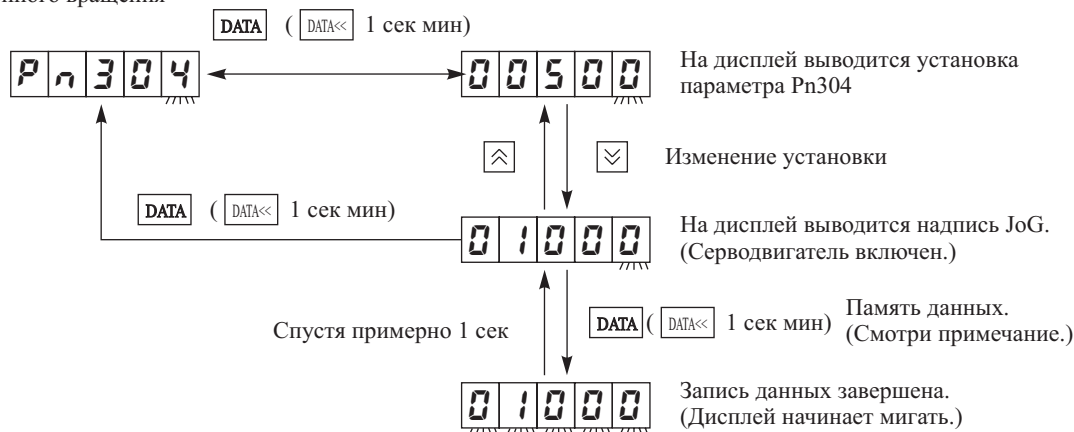 нного вращения
DATA ( DATA<< 1 сек мин)
Pn304
00500
На дисплей выводится установка
параметра Pn304
Изменение установки
DATA ( DATA<< 1 сек мин)
01000
На дисплей выводится надпись JoG.
(Серводвигатель включен.)
Спустя примерно 1 сек
DATA ( DATA<< 1 сек мин)
Память данных.
(Смотри примечание.)
01000
Запись данных завершена.
(Дисплей начинает мигать.)